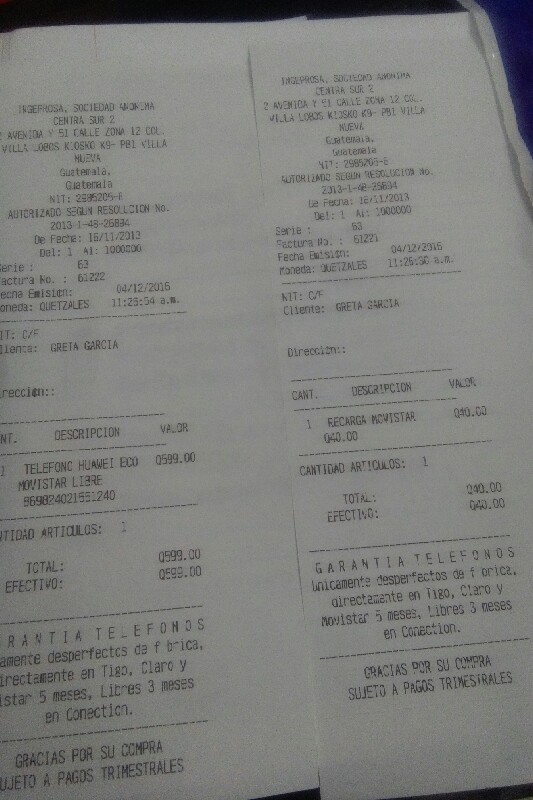 INGEPROSA, SOCIEDAD ANONIMA
CENTRA SUR 2
2 AVENIDA Y 51 CALLE ZONA 12 COL.
VILLA LOBOS KIOSKO K9- PB1 VILLA
NUEVA
Guatemala,
Guatemala
NIT: 2985205-6
AUTORIZADO SEGUN RESOLUCION No.
2013-1-48-26834
De Fecha: 16/11/2013
Del: 1 Al: 1000000
Serie : 63
Factura No. : 61222
Fecha Emision: 04/12/2016
Moneda: QUETZALES 11:26:54 a.m.
NIT: C/F
Cliente: GRETA GARCIA
Direccion::
CANT. DESCRIPCION VALOR
1 TELEFONO HUAWEI ECO Q599.00
MOVISTAR LIBRE
869824021551240
CANTIDAD ARTICULOS: 1
TOTAL: Q599.00
EFECTIVO: Q599.00
GARANTIA TELEFONOS
Unicamente desperfectos de f brica,
directamente en Tigo, Claro y
Movistar 5 meses, Libres 3 meses
en Conection.
GRACIAS POR SU COMPRA
SUJETO A PAGOS TRIMESTRALES
INGEPROSA, SOCIEDAD ANONIMA
CENTRA SUR 2
2 AVENIDA Y 51 CALLE ZONA 12 COL.
VILLA LOBOS KIOSKO K9- PB1 VILLA
NUEVA
Guatemala,
Guatemala
NIT: 2985205-6
AUTORIZADO SEGUN RESOLUCION No.
2013-1-48-26834
De Fecha: 16/11/2013
Del: 1 Al: 1000000
Serie : 63
Factura No. : 61221
Fecha Emision: 04/12/2016
Moneda: QUETZALES 11:25:50 a.m.
NIT: C/F
Cliente: GRETA GARCIA
Direccion::
CANT. DESCRIPCION VALOR
1 RECARGA MOVISTAR Q40.00
Q40.00
CANTIDAD ARTICULOS: 1
TOTAL: Q40.00
EFECTIVO: Q40.00
GARANTIA TELEFONOS
Unicamente desperfectos de f brica,
directamente en Tigo, Claro y
Movistar 5 meses, Libres 3 meses
en Conection.
GRACIAS POR SU COMPRA
SUJETO A PAGOS TRIMESTRALES